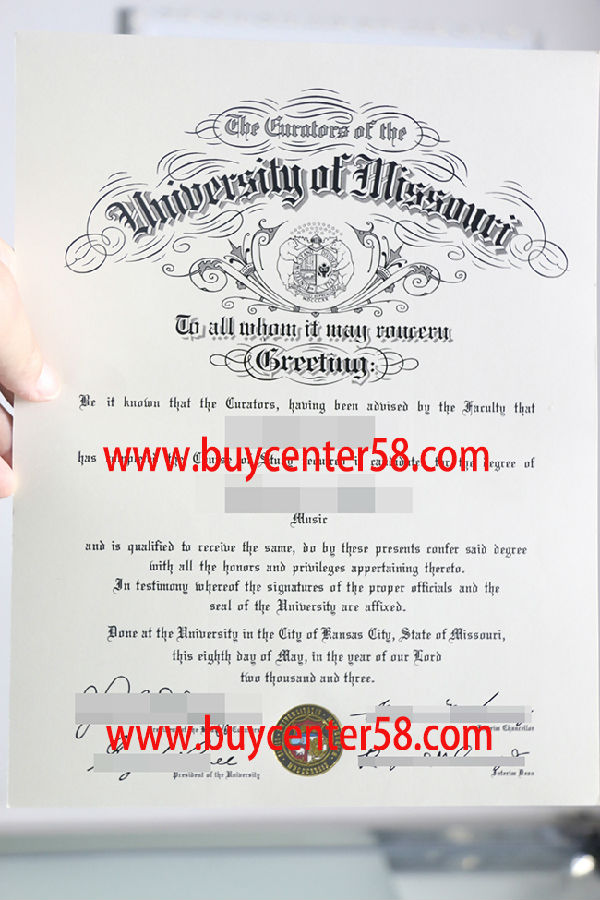 The Curators of the
University of Missouri
To all whom it may concern
Greeting:
Be it known that the Curators, having been advised by the Faculty that
www.buycenter58.com
has the of
Music
and is qualified to receive the same, do by these presents confer said degree
with all the honors and privileges appertaining thereto.
In testimony whereof the signatures of the proper officials and the
seal of the University are affixed.
Done at the University in the City of Kansas City, State of Missouri,
this eighth day of May, in the year of our Lord
two thousand and three.
Interim Chancellor
www.buycenter58.com
President of the University
Interim Dean